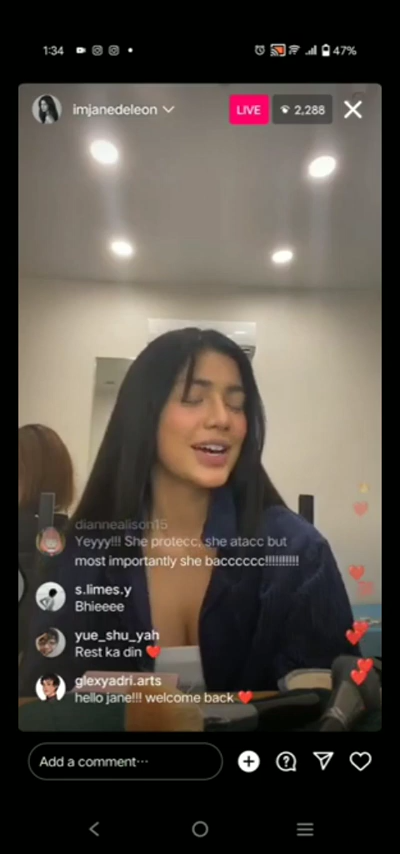 1:34
47%
imjanedeleon
LIVE
2,288
diannealison15
Yeyyy!!! She protecc, she atacc but
most importantly she bacccccc!!!!!!!!!!!
s.limes.y
Bhieeee
yue_shu_yah
Rest ka din ❤️
glexyadri.arts
hello jane!!! welcome back ❤️
Add a comment···